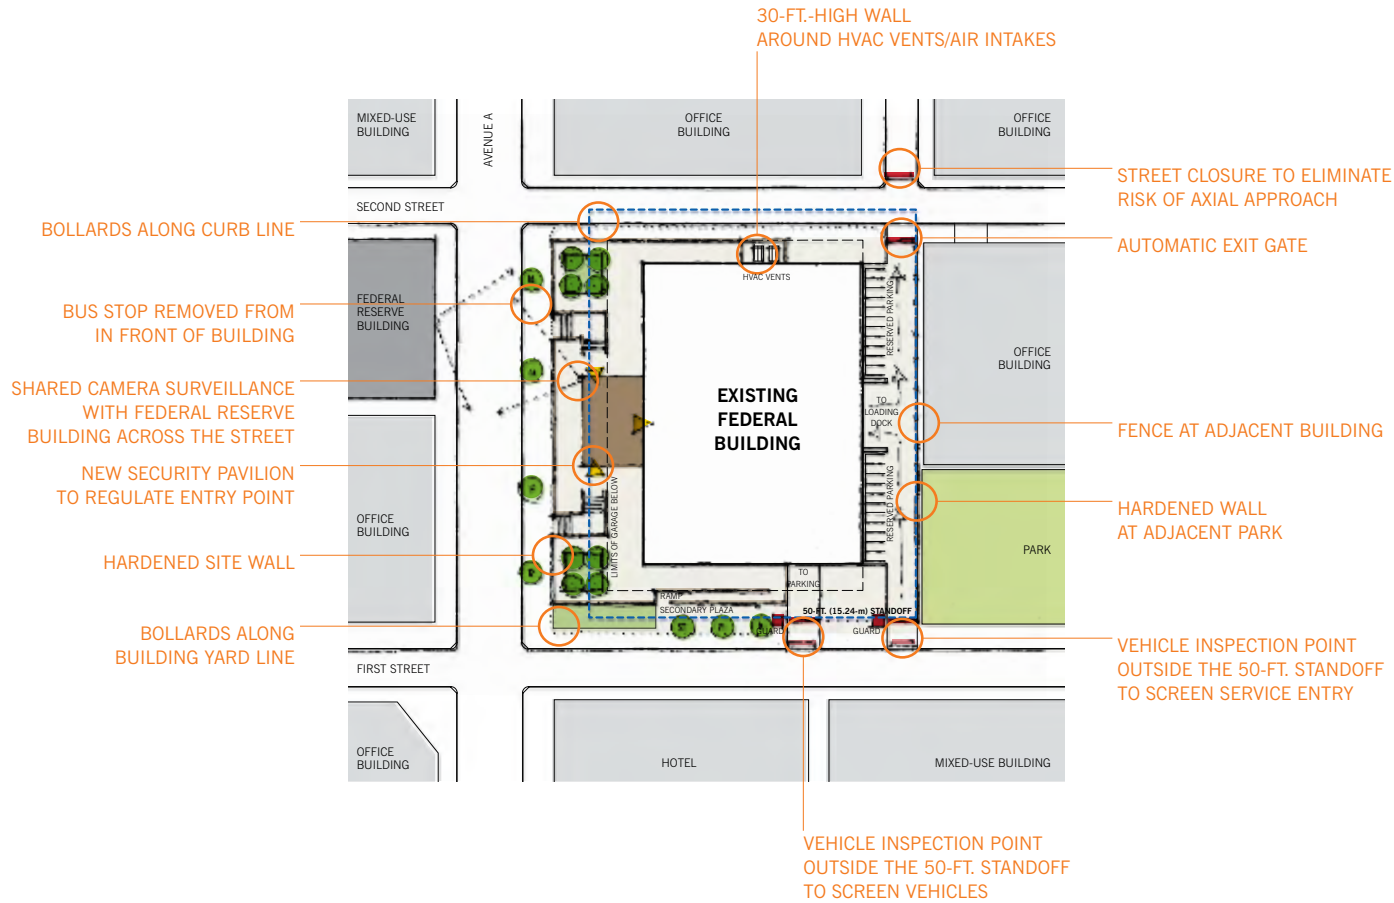 30-FT.-HIGH WALL
AROUND HVAC VENTS/AIR INTAKES
MIXED-USE
BUILDING
AVENUE A
OFFICE
BUILDING
OFFICE
BUILDING
STREET CLOSURE TO ELIMINATE
RISK OF AXIAL APPROACH
SECOND STREET
BOLLARDS ALONG CURB LINE
AUTOMATIC EXIT GATE
HVAC VENTS
BUS STOP REMOVED FROM
IN FRONT OF BUILDING
FEDERAL
RESERVE
BUILDING
RESERVED PARKING
OFFICE
BUILDING
SHARED CAMERA SURVEILLANCE
WITH FEDERAL RESERVE
BUILDING ACROSS THE STREET
EXISTING
FEDERAL
BUILDING
TO
LOADING
DOCK
FENCE AT ADJACENT BUILDING
NEW SECURITY PAVILION
TO REGULATE ENTRY POINT
LIMITS OF GARAGE BELOW
RESERVED PARKING
HARDENED WALL
AT ADJACENT PARK
OFFICE
BUILDING
PARK
HARDENED SITE WALL
TO
PARKING
RAMP
SECONDARY PLAZA
50-FT. (15.24-m) STANDOFF
GUARD
GUARD
BOLLARDS ALONG
BUILDING YARD LINE
VEHICLE INSPECTION POINT
OUTSIDE THE 50-FT. STANDOFF
TO SCREEN SERVICE ENTRY
FIRST STREET
OFFICE
BUILDING
HOTEL
MIXED-USE BUILDING
VEHICLE INSPECTION POINT
OUTSIDE THE 50-FT. STANDOFF
TO SCREEN VEHICLES